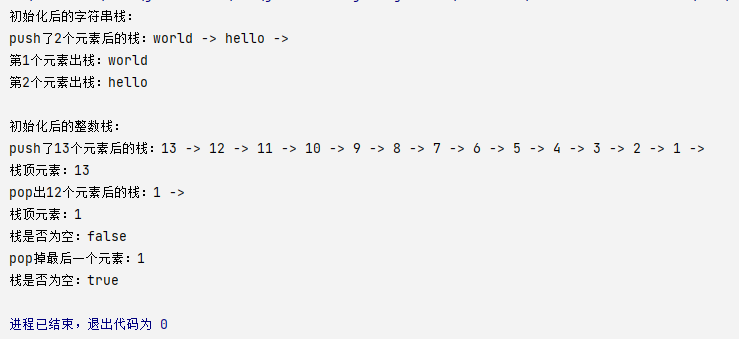 初始化后的字符串栈：
push了2个元素后的栈：world -> hello ->
第1个元素出栈：world
第2个元素出栈：hello
初始化后的整数栈：
push了13个元素后的栈：13 -> 12 -> 11 -> 10 -> 9 -> 8 -> 7 -> 6 -> 5 -> 4 -> 3 -> 2 -> 1 ->
栈顶元素：13
pop出12个元素后的栈：1 ->
栈顶元素：1
栈是否为空：false
pop掉最后一个元素：1
栈是否为空：true
进程已结束，退出代码为 0